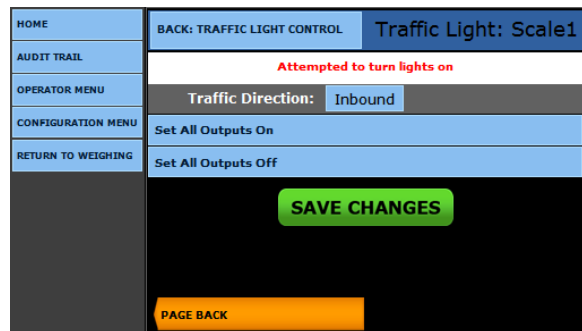 HOME
AUDIT TRAIL
OPERATOR MENU
CONFIGURATION MENU
RETURN TO WEIGHING
BACK: TRAFFIC LIGHT CONTROL
Traffic Light: Scale1
Attempted to turn lights on
Traffic Direction: Inbound
Set All Outputs On
Set All Outputs Off
SAVE CHANGES
PAGE BACK